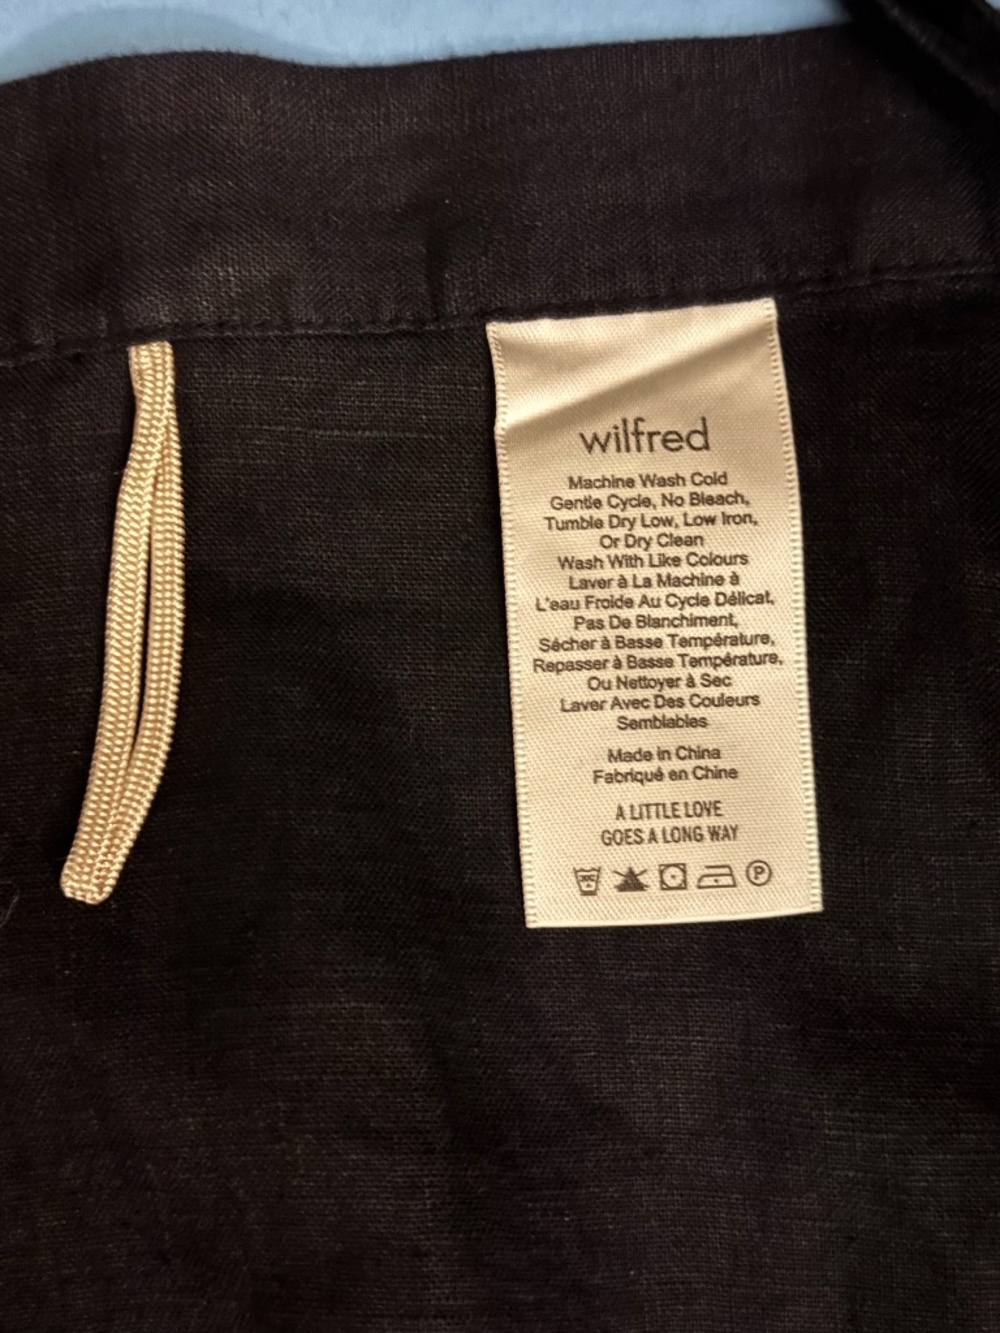 wilfred
Machine Wash Cold
Gentle Cycle, No Bleach,
Tumble Dry Low, Low Iron,
Or Dry Clean
Wash With Like Colours
Laver à La Machine à
L'eau Froide Au Cycle Délicat,
Pas De Blanchiment,
Sécher à Basse Température,
Repasser à Basse Température,
Ou Nettoyer à Sec
Laver Avec Des Couleurs
Semblables
Made in China
Fabriqué en Chine
A LITTLE LOVE
GOES A LONG WAY
P